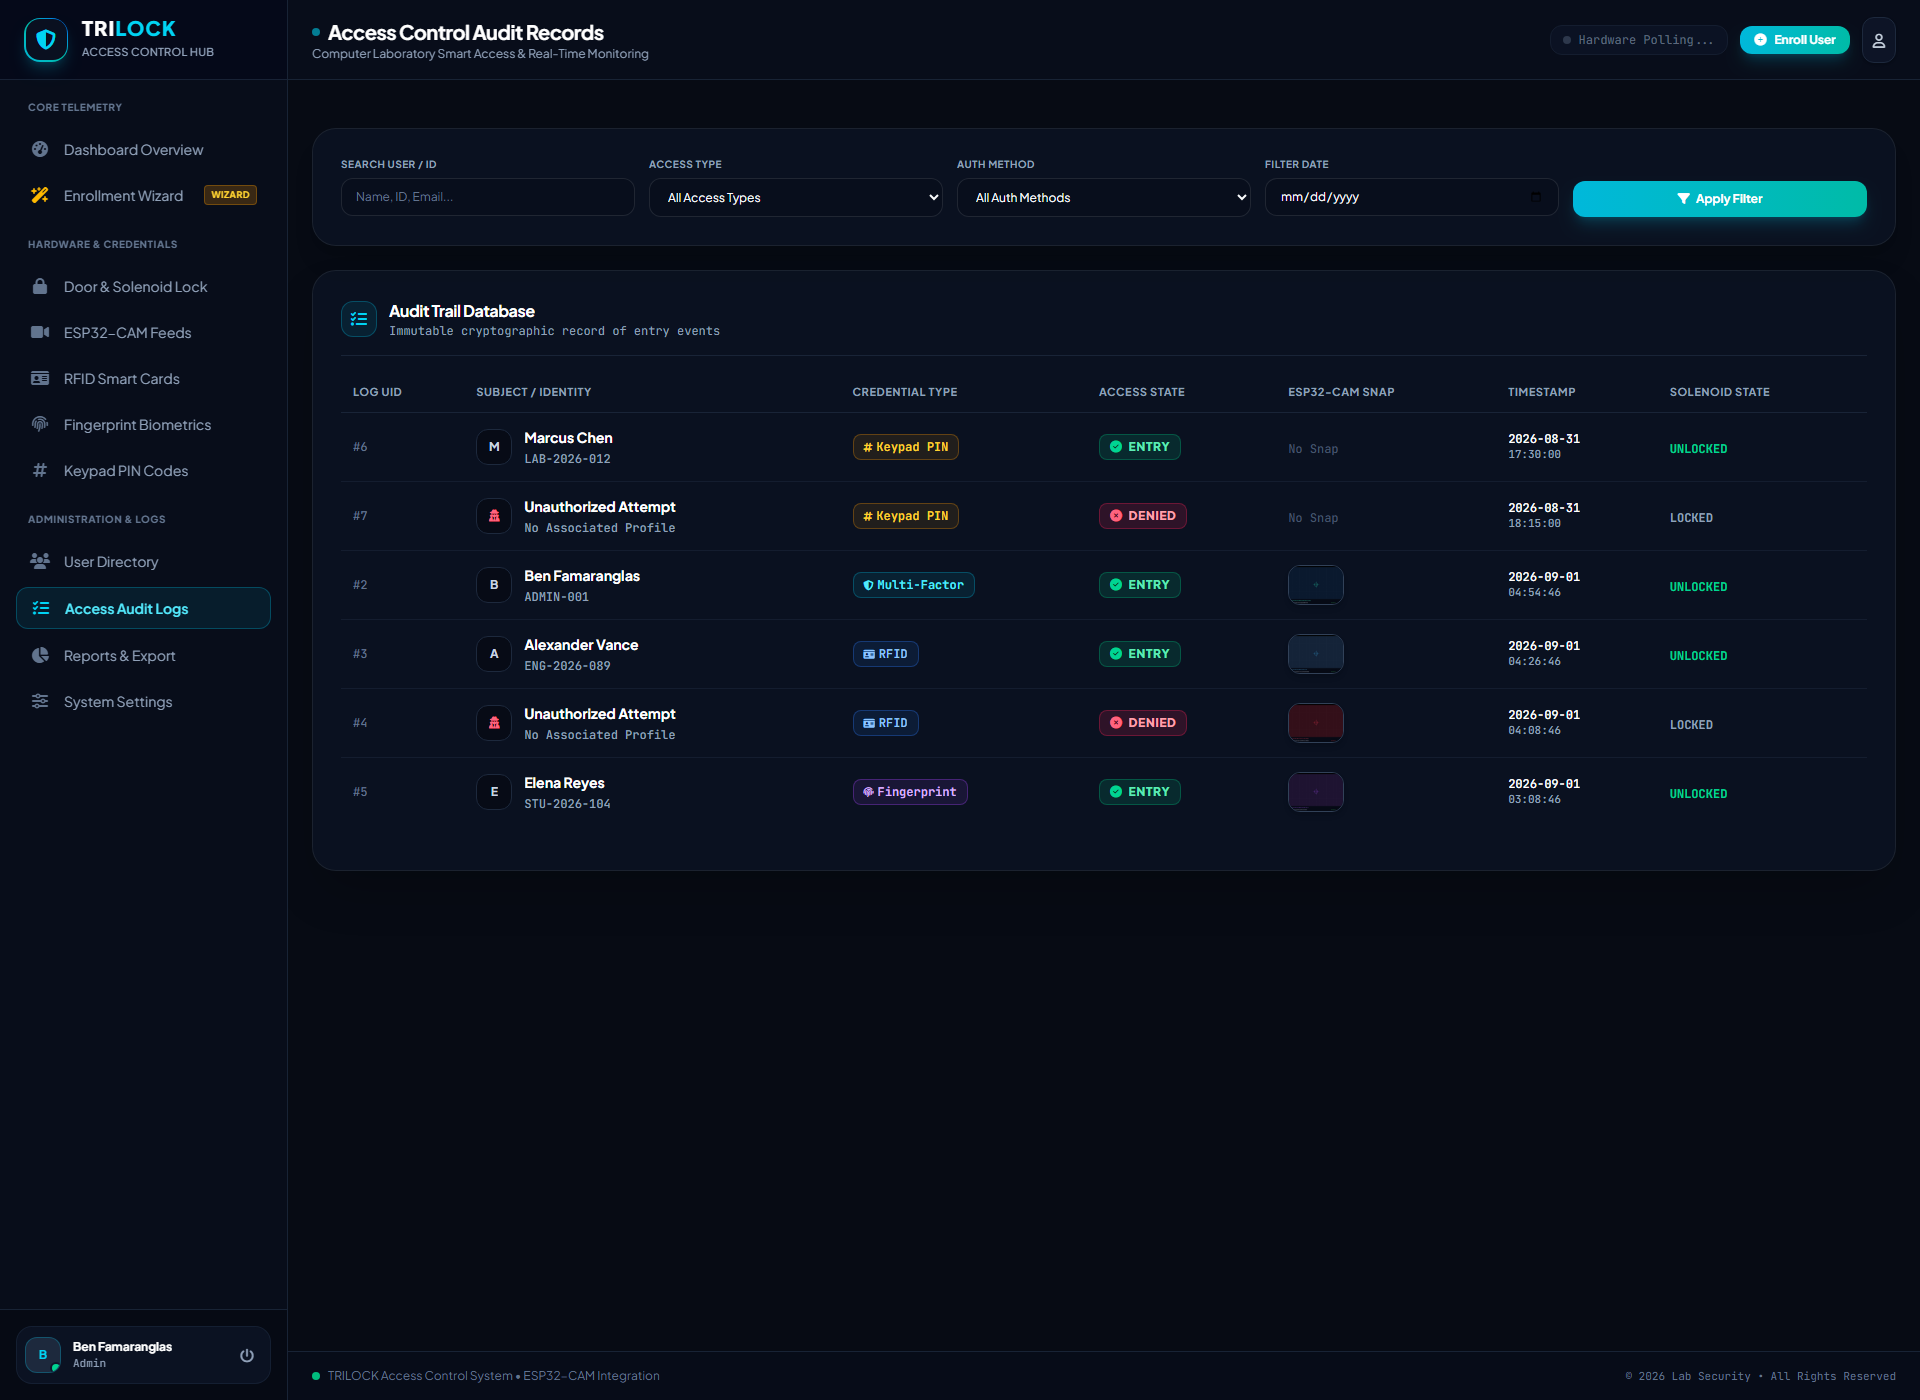 TRILOCK
ACCESS CONTROL HUB
CORE TELEMETRY
Dashboard Overview
Enrollment Wizard
WIZARD
HARDWARE & CREDENTIALS
Door & Solenoid Lock
ESP32-CAM Feeds
RFID Smart Cards
Fingerprint Biometrics
Keypad PIN Codes
ADMINISTRATION & LOGS
User Directory
Access Audit Logs
Reports & Export
System Settings
B
Ben Famaranglas
Admin
Access Control Audit Records
Computer Laboratory Smart Access & Real-Time Monitoring
Hardware Polling...
Enroll User
SEARCH USER / ID
Name, ID, Email...
ACCESS TYPE
All Access Types
AUTH METHOD
All Auth Methods
FILTER DATE
mm/dd/yyyy
Apply Filter
Audit Trail Database
Immutable cryptographic record of entry events
LOG UID SUBJECT / IDENTITY CREDENTIAL TYPE ACCESS STATE ESP32-CAM SNAP TIMESTAMP SOLENOID STATE
#6 M Marcus Chen # Keypad PIN ENTRY No Snap 2026-08-31 UNLOCKED
LAB-2026-012 17:30:00
#7 Unauthorized Attempt # Keypad PIN DENIED No Snap 2026-08-31 LOCKED
No Associated Profile 18:15:00
#2 B Ben Famaranglas Multi-Factor ENTRY 2026-09-01 UNLOCKED
ADMIN-001 04:54:46
#3 A Alexander Vance RFID ENTRY 2026-09-01 UNLOCKED
ENG-2026-089 04:26:46
#4 Unauthorized Attempt RFID DENIED 2026-09-01 LOCKED
No Associated Profile 04:08:46
#5 E Elena Reyes Fingerprint ENTRY 2026-09-01 UNLOCKED
STU-2026-104 03:08:46
TRILOCK Access Control System • ESP32-CAM Integration
© 2026 Lab Security • All Rights Reserved